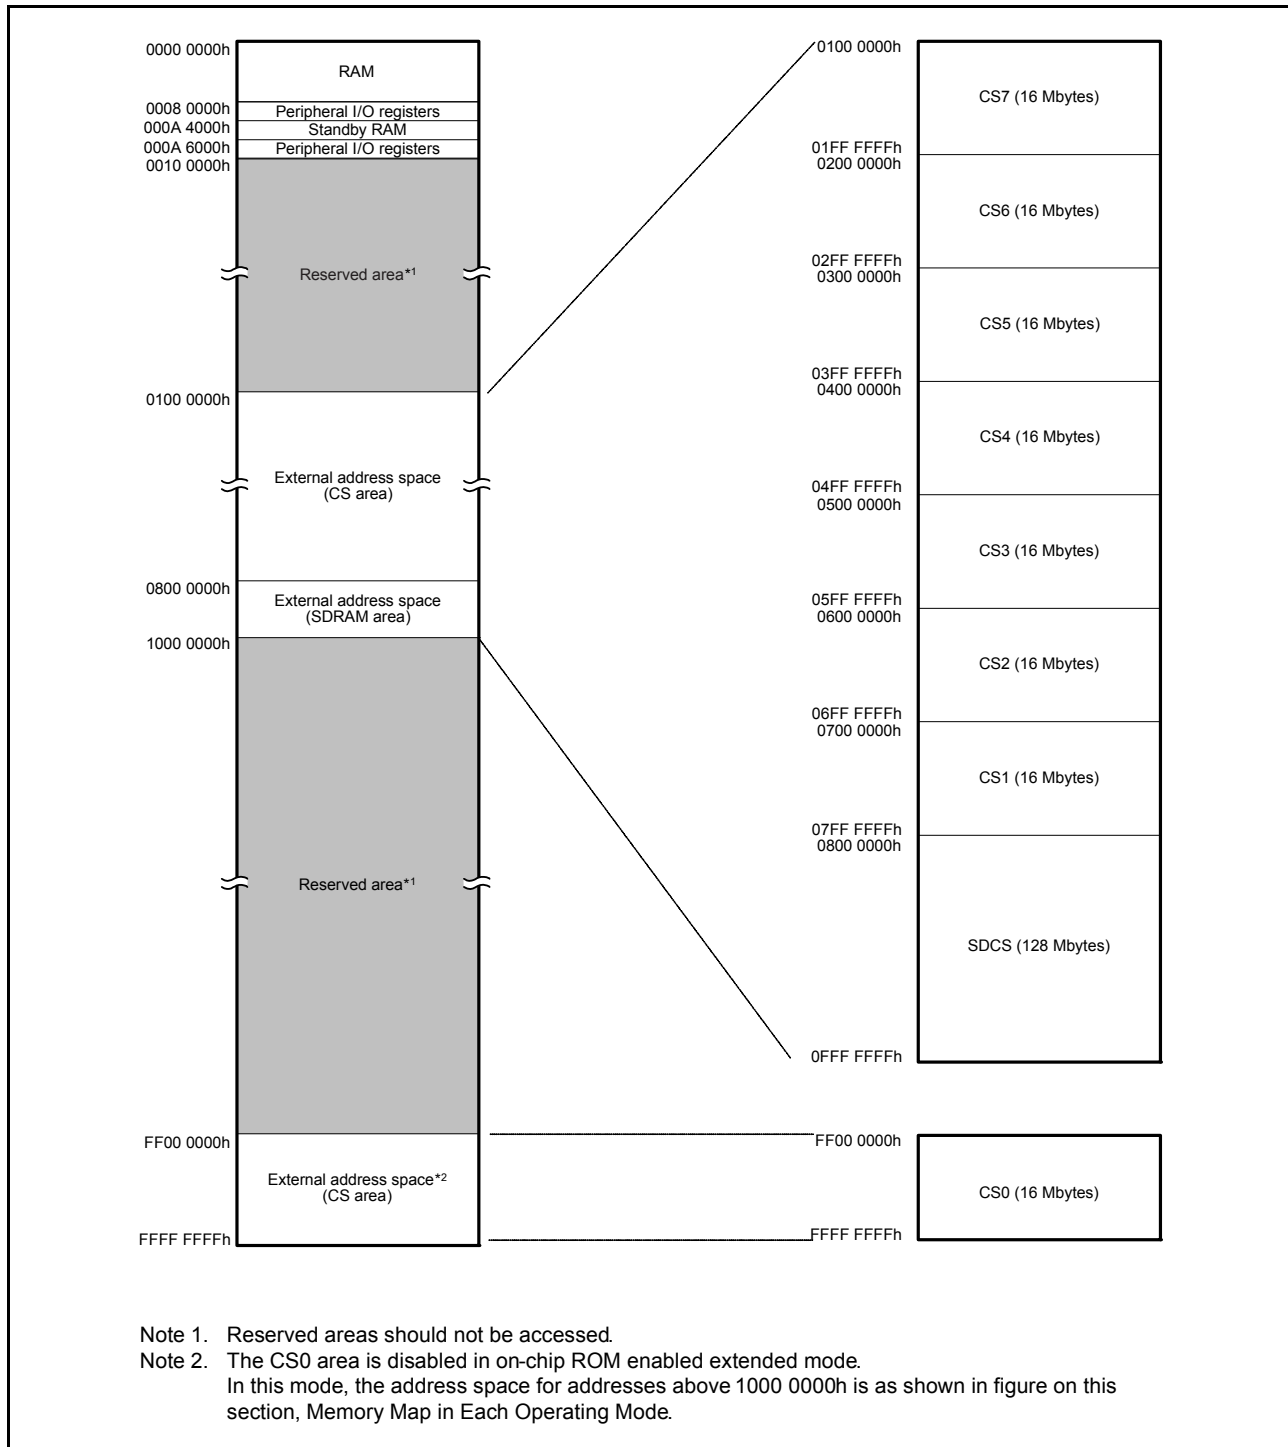 0000 0000h
RAM
0008 0000h
Peripheral I/O registers
000A 4000h
Standby RAM
000A 6000h
Peripheral I/O registers
0010 0000h
Reserved area*1
0100 0000h
External address space
(CS area)
0800 0000h
External address space
(SDRAM area)
1000 0000h
Reserved area*1
FF00 0000h
External address space*2
(CS area)
FFFF FFFFh
0100 0000h
CS7 (16 Mbytes)
01FF FFFFh
0200 0000h
CS6 (16 Mbytes)
02FF FFFFh
0300 0000h
CS5 (16 Mbytes)
03FF FFFFh
0400 0000h
CS4 (16 Mbytes)
04FF FFFFh
0500 0000h
CS3 (16 Mbytes)
05FF FFFFh
0600 0000h
CS2 (16 Mbytes)
06FF FFFFh
0700 0000h
CS1 (16 Mbytes)
07FF FFFFh
0800 0000h
SDCS (128 Mbytes)
0FFF FFFFh
FF00 0000h
CS0 (16 Mbytes)
FFFF FFFFh
Note 1. Reserved areas should not be accessed.
Note 2. The CS0 area is disabled in on-chip ROM enabled extended mode.
In this mode, the address space for addresses above 1000 0000h is as shown in figure on this
section, Memory Map in Each Operating Mode.